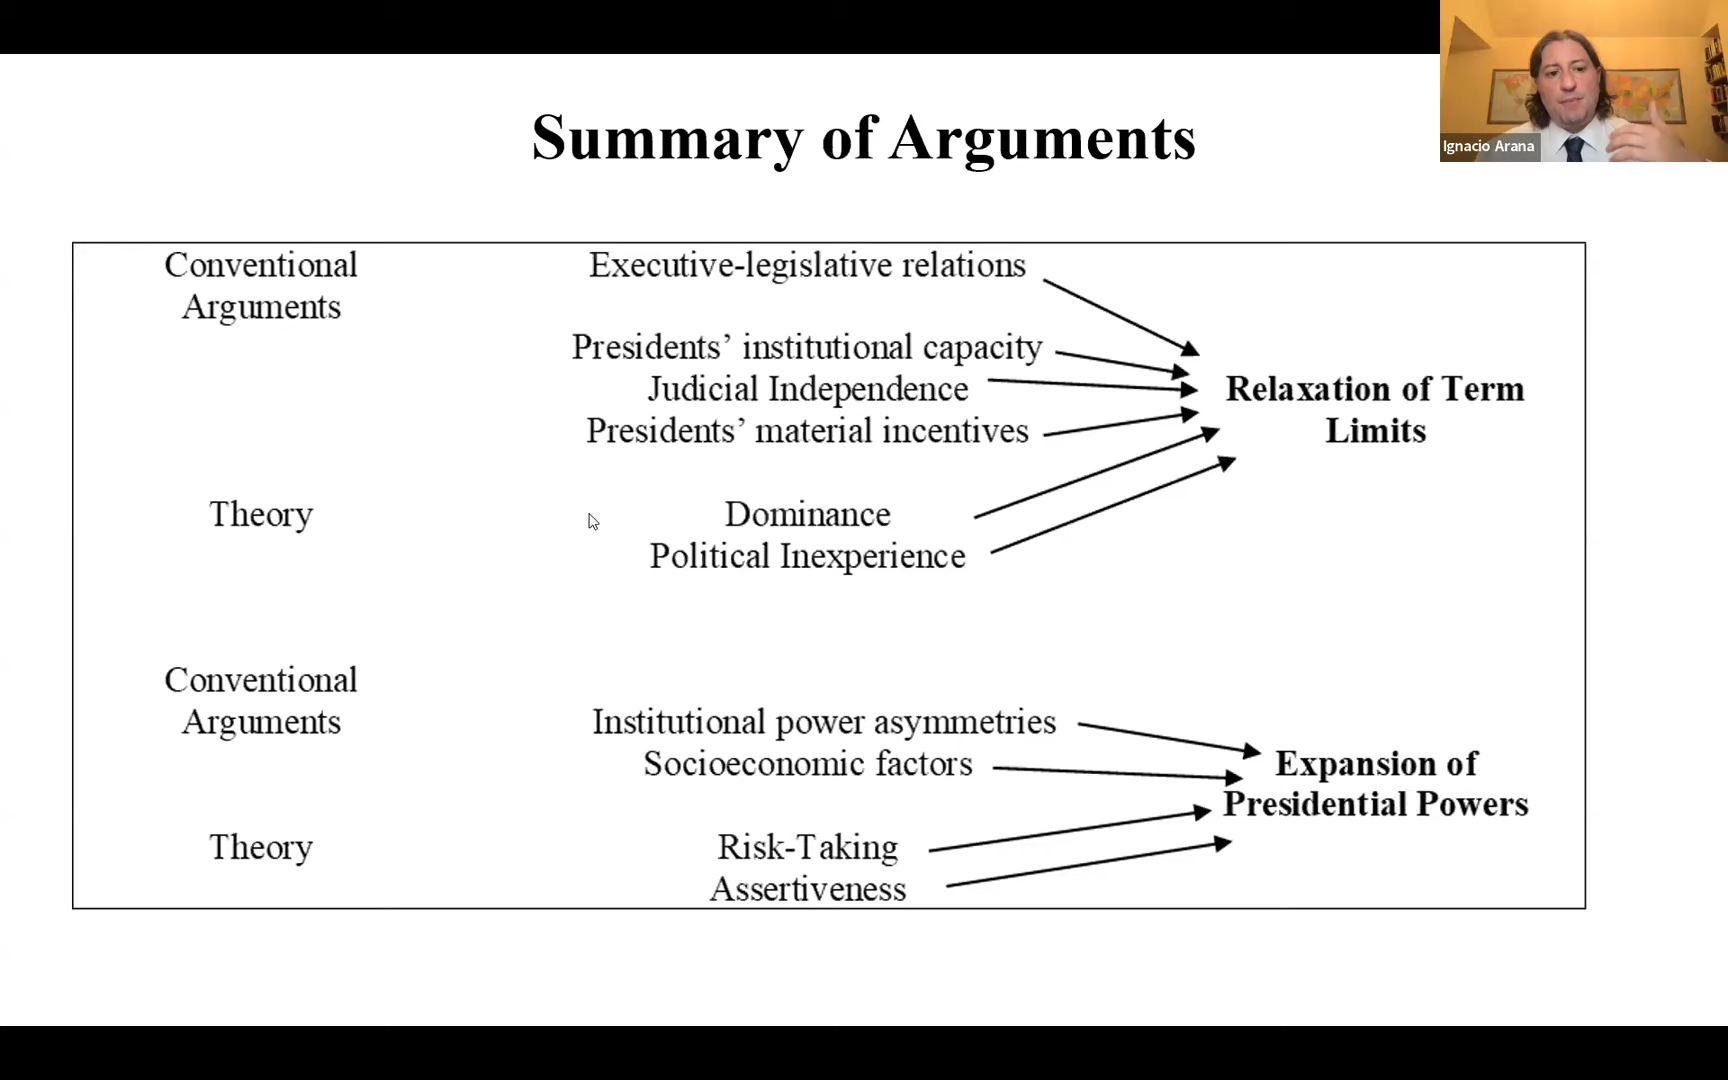 Summary of Arguments
Ignacio Arana
Conventional
Arguments
Executive-legislative relations
Presidents’ institutional capacity
Judicial Independence
Presidents’ material incentives
Relaxation of Term
Limits
Theory
Dominance
Political Inexperience
Conventional
Arguments
Institutional power asymmetries
Socioeconomic factors
Expansion of
Presidential Powers
Theory
Risk-Taking
Assertiveness